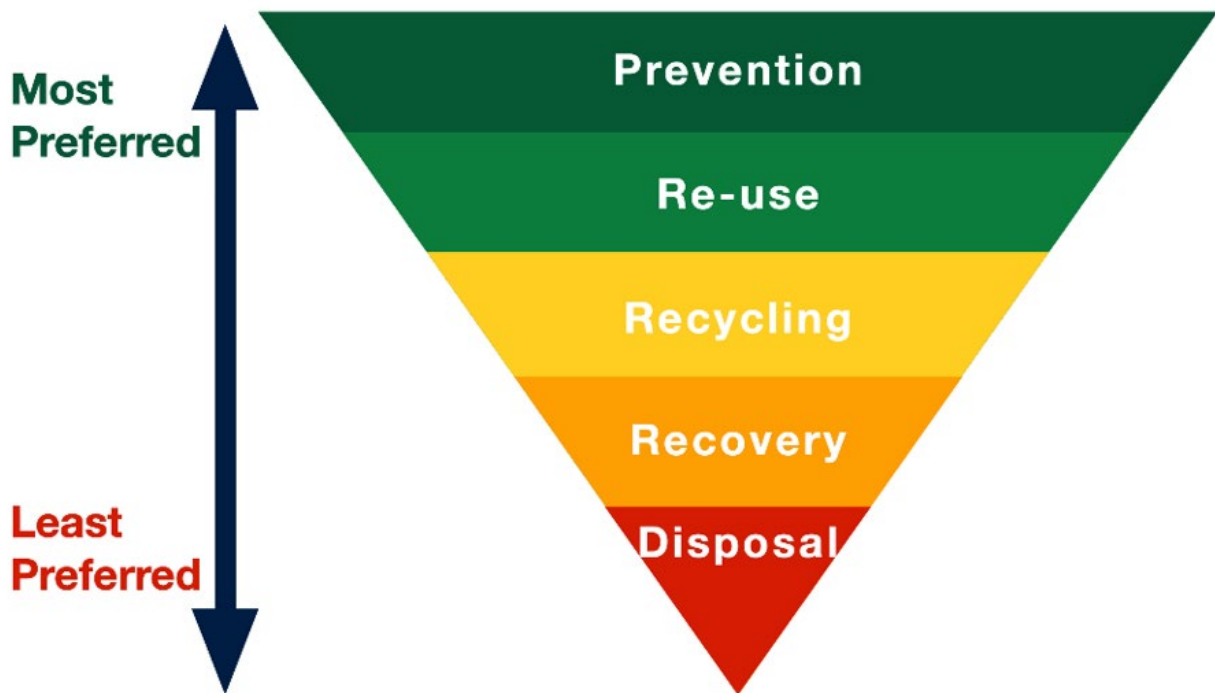 Most
Preferred
Prevention
Re-use
Recycling
Recovery
Disposal
Least
Preferred